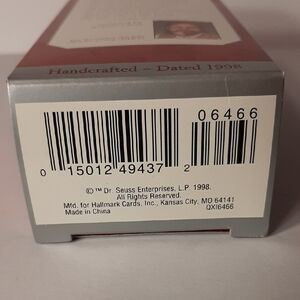 Handcrafted – Dated 1998
06466
0 15012 49437 2
©™ Dr. Seuss Enterprises, L.P. 1998.
All Rights Reserved.
Mfd. for Hallmark Cards, Inc., Kansas City, MO 64141
Made in China
QXI6466